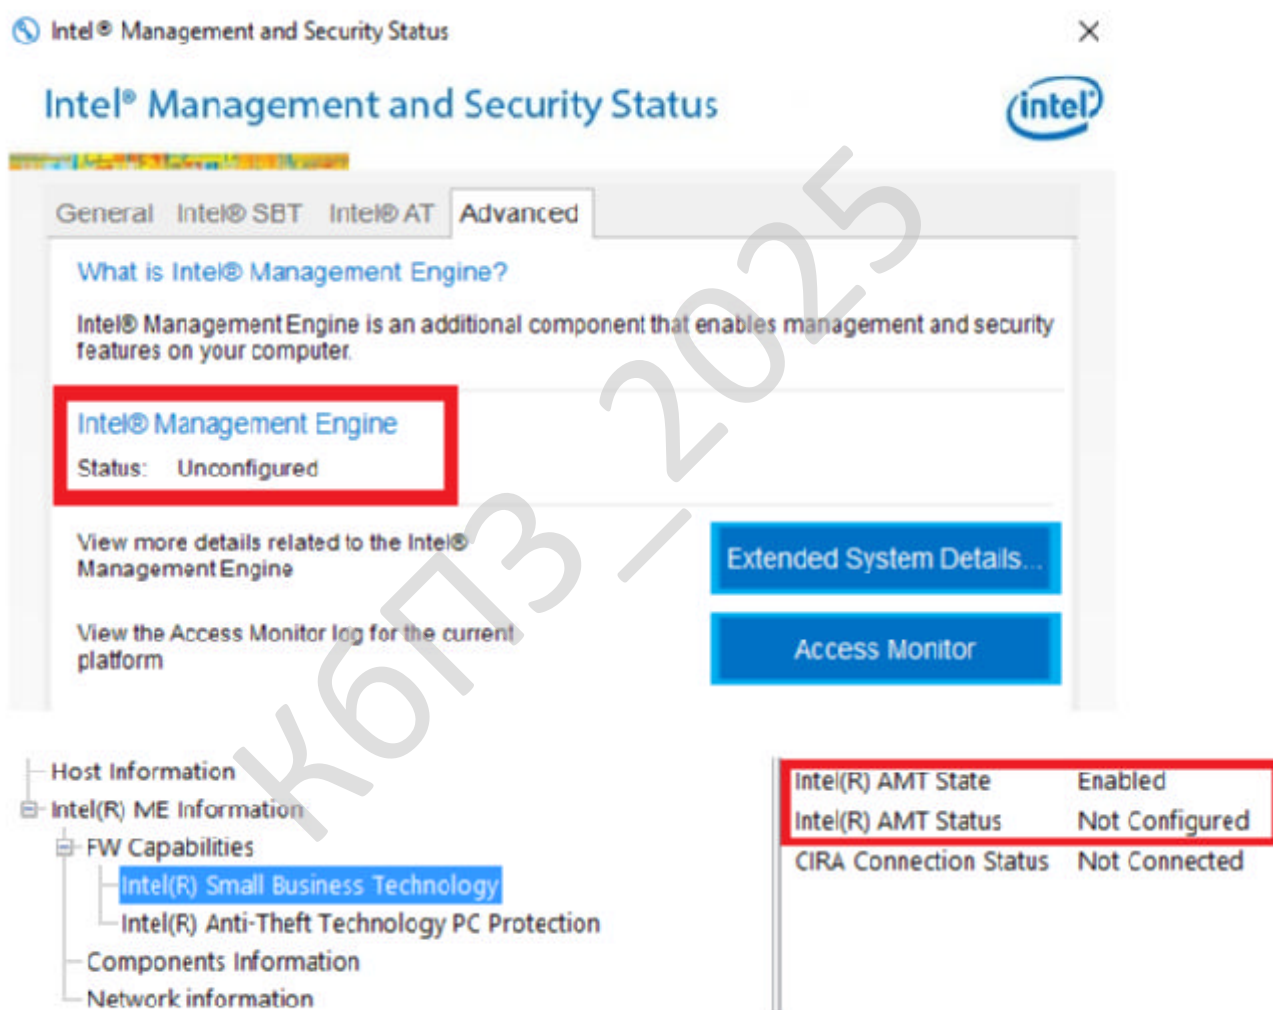 Intel® Management and Security Status
Intel® Management and Security Status
intel
General Intel® SBT Intel® AT Advanced
What is Intel® Management Engine?
Intel® Management Engine is an additional component that enables management and security
features on your computer.
Intel® Management Engine
Status: Unconfigured
View more details related to the Intel®
Management Engine
Extended System Details...
View the Access Monitor log for the current
platform
Access Monitor
КбПЗ_2025
Host Information
Intel(R) ME Information
FW Capabilities
Intel(R) Small Business Technology
Intel(R) Anti-Theft Technology PC Protection
Components Information
Network information
Intel(R) AMT State Enabled
Intel(R) AMT Status Not Configured
CIRA Connection Status Not Connected